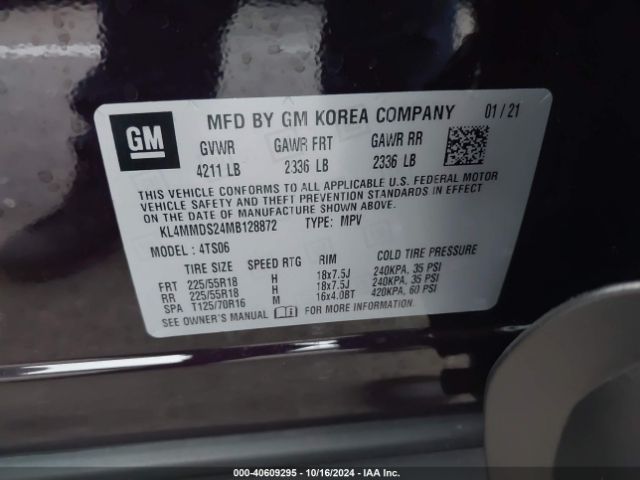 GM
MFD BY GM KOREA COMPANY 01/21
GVWR GAWR FRT GAWR RR
4211 LB 2336 LB 2336 LB
THIS VEHICLE CONFORMS TO ALL APPLICABLE U.S. FEDERAL MOTOR
VEHICLE SAFETY AND THEFT PREVENTION STANDARDS IN EFFECT
ON THE DATE OF MANUFACTURE SHOWN ABOVE.
KL4MMDS24MB128872 TYPE: MPV
MODEL: 4TS06
TIRE SIZE SPEED RTG RIM COLD TIRE PRESSURE
FRT 225/55R18 H 18x7.5J 240KPA, 35 PSI
RR 225/55R18 H 18x7.5J 240KPA, 35 PSI
SPA T125/70R16 M 16x4.0BT 420KPA, 60 PSI
SEE OWNER'S MANUAL FOR MORE INFORMATION
STOCK: 40609295 - 10/16/2024 - IAA Inc.